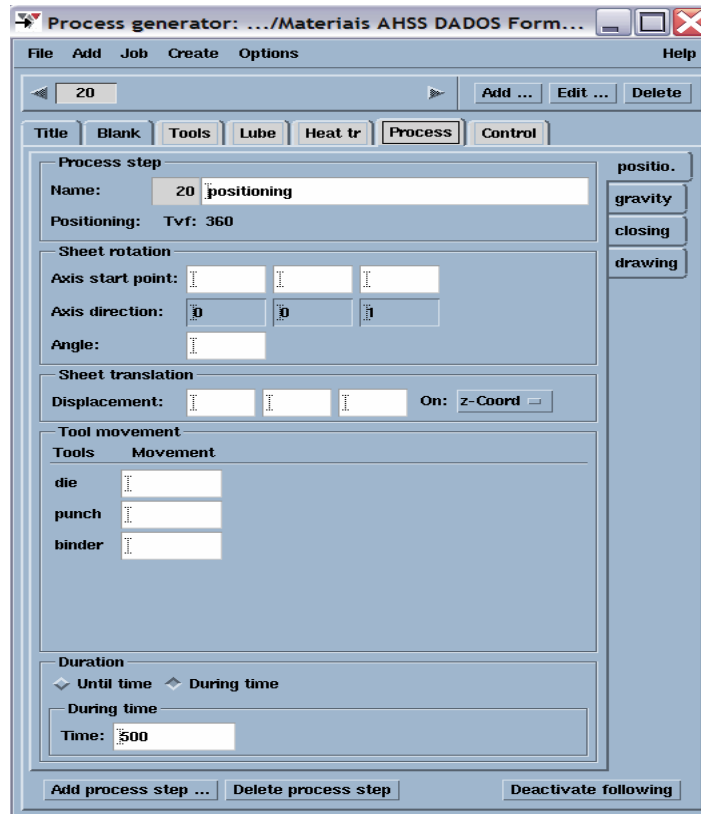 Process generator: .../Materiais AHSS DADOS Form...
File Add Job Create Options Help
20 Add ... Edit ... Delete
Title Blank Tools Lube Heat tr Process Control
Process step
positio.
Name: 20 positioning
gravity
Positioning: Tvf: 360
closing
Sheet rotation
drawing
Axis start point:
Axis direction: 0 0 1
Angle:
Sheet translation
Displacement: On: z-Coord
Tool movement
Tools Movement
die
punch
binder
Duration
Until time During time
During time
Time: 500
Add process step ... Delete process step Deactivate following